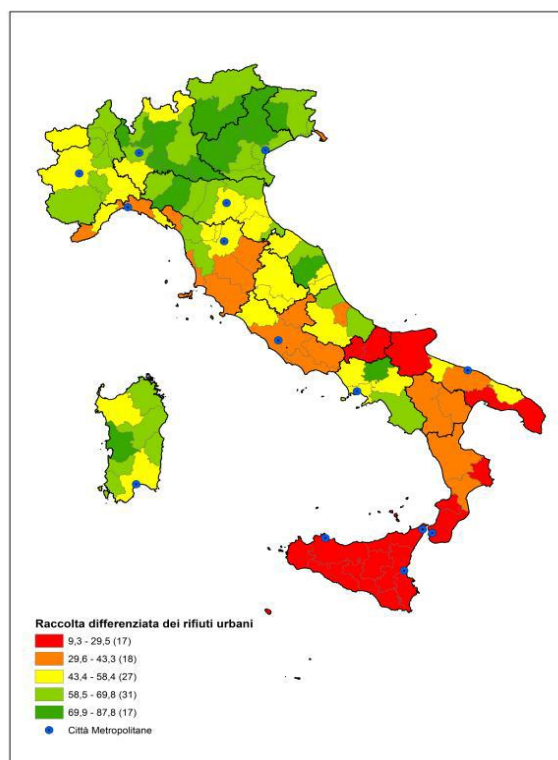 Raccolta differenziata dei rifiuti urbani
9,3 - 29,5 (17)
29,6 - 43,3 (18)
43,4 - 58,4 (27)
58,5 - 69,8 (31)
69,9 - 87,8 (17)
Città Metropolitane